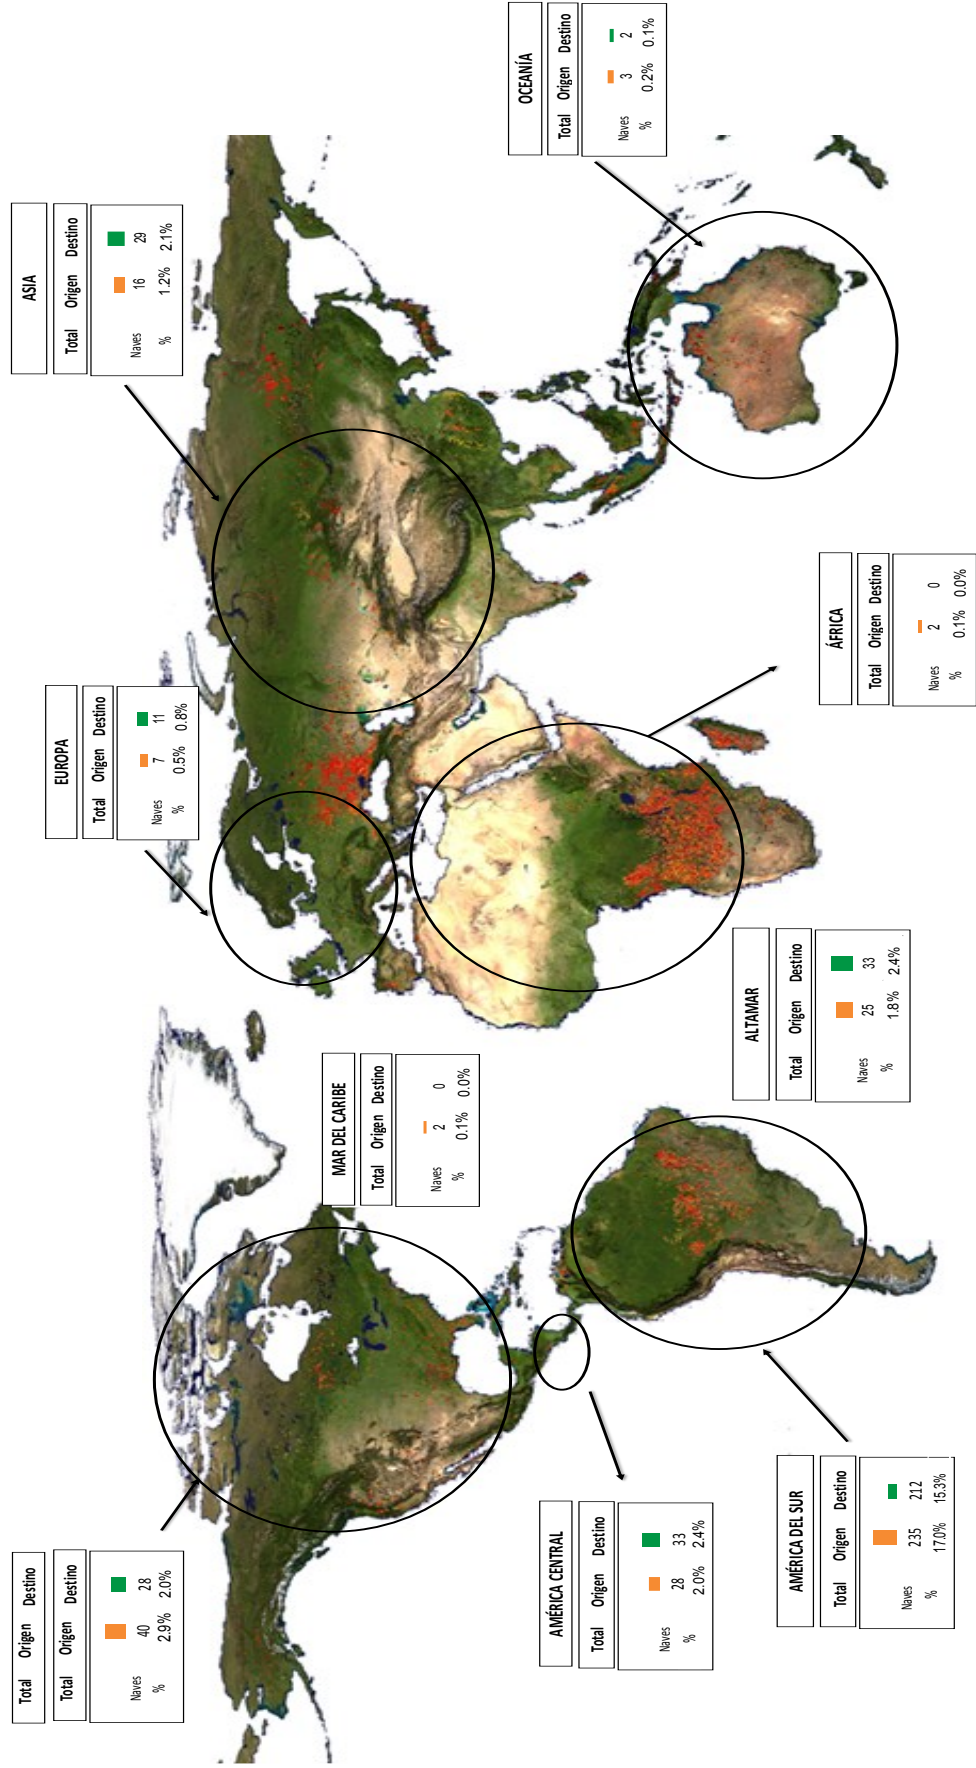 Total Origen Destino
Total Origen Destino
Naves 40 28
% 2.9% 2.0%
EUROPA
Total Origen Destino
Naves 7 11
% 0.5% 0.8%
ASIA
Total Origen Destino
Naves 16 29
% 1.2% 2.1%
MAR DEL CARIBE
Total Origen Destino
Naves 2 0
% 0.1% 0.0%
OCEANÍA
Total Origen Destino
Naves 3 2
% 0.2% 0.1%
AMÉRICA CENTRAL
Total Origen Destino
Naves 28 33
% 2.0% 2.4%
ALTAMAR
Total Origen Destino
Naves 25 33
% 1.8% 2.4%
ÁFRICA
Total Origen Destino
Naves 2 0
% 0.1% 0.0%
AMÉRICA DEL SUR
Total Origen Destino
Naves 235 212
% 17.0% 15.3%